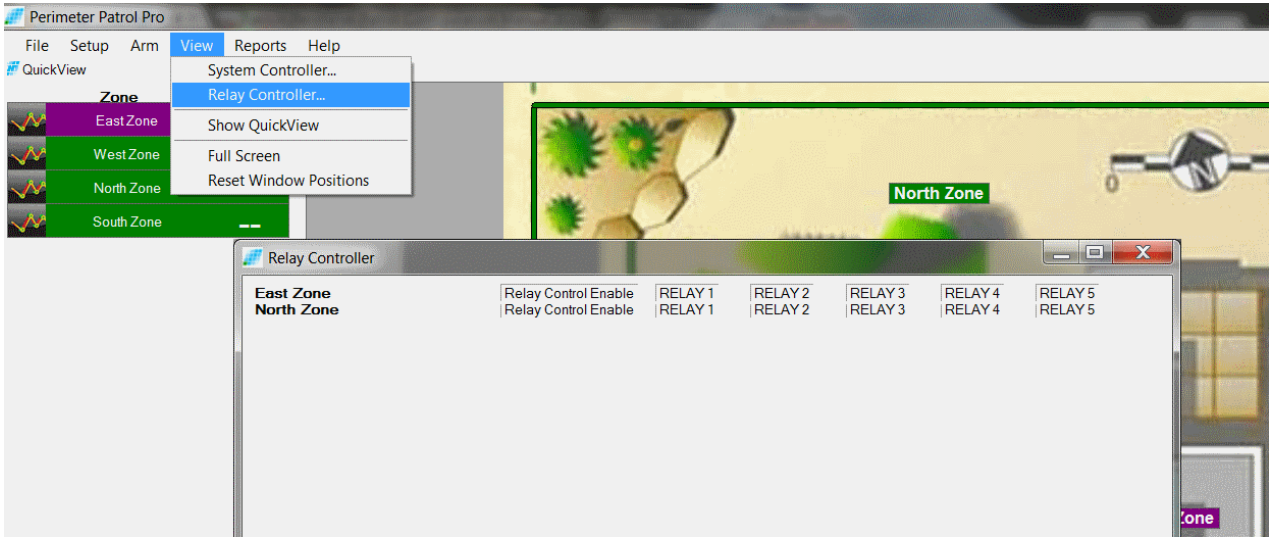 Perimeter Patrol Pro
File Setup Arm View Reports Help
QuickView
System Controller...
Relay Controller...
Show QuickView
Full Screen
Reset Window Positions
Zone
East Zone
West Zone
North Zone
South Zone --
North Zone
0
N
Relay Controller
East Zone Relay Control Enable RELAY 1 RELAY 2 RELAY 3 RELAY 4 RELAY 5
North Zone Relay Control Enable RELAY 1 RELAY 2 RELAY 3 RELAY 4 RELAY 5
Zone